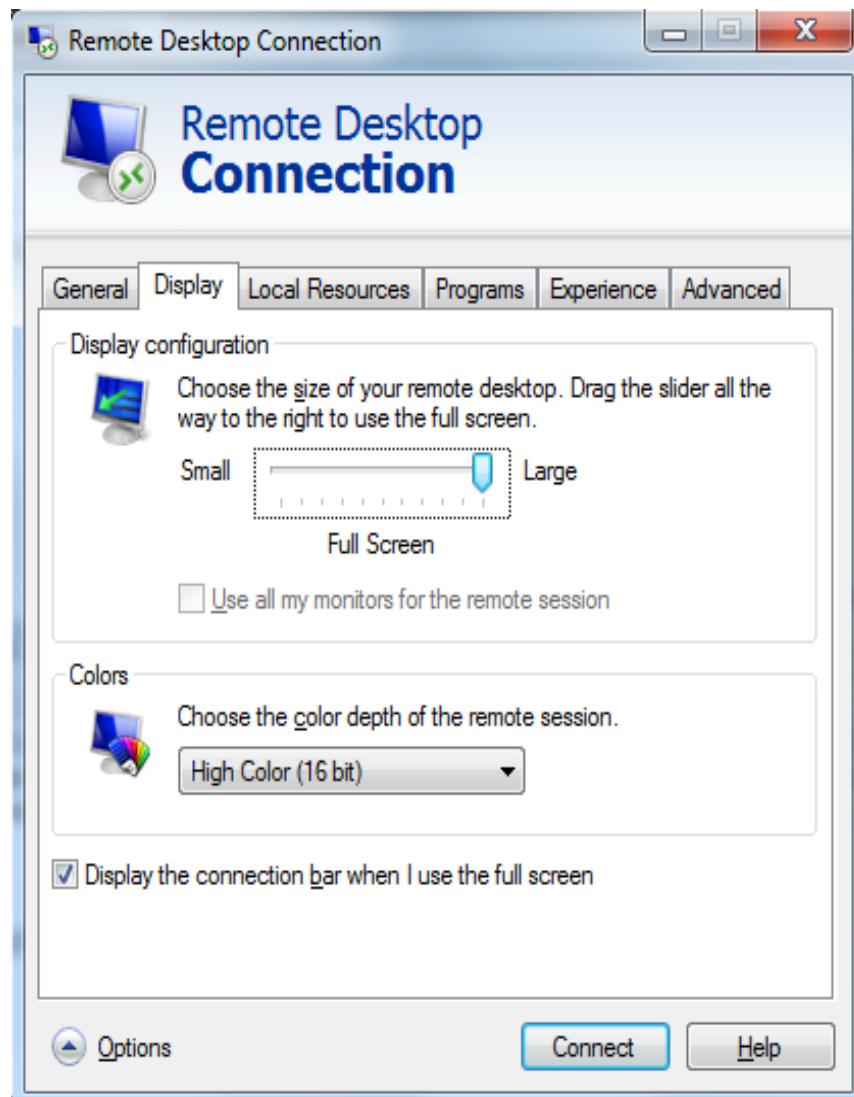 Remote Desktop Connection
Remote Desktop
Connection
General Display Local Resources Programs Experience Advanced
Display configuration
Choose the size of your remote desktop. Drag the slider all the
way to the right to use the full screen.
Small Large
Full Screen
Use all my monitors for the remote session
Colors
Choose the color depth of the remote session.
High Color (16 bit)
Display the connection bar when I use the full screen
Options Connect Help